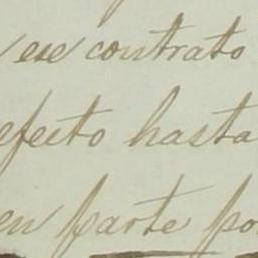 ese contrato
efecto hasta
en parte po